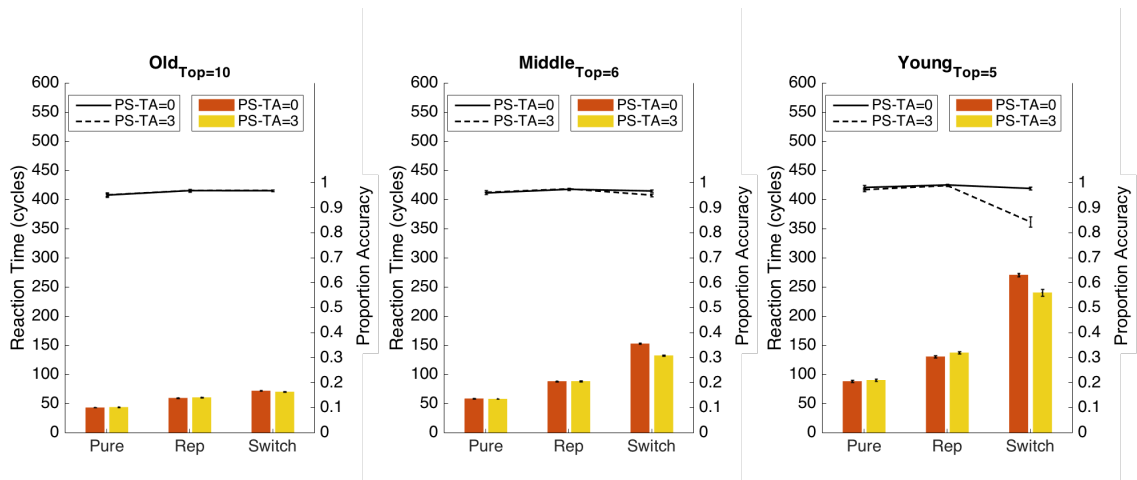 Old Top=10
Reaction Time (cycles)
600
550
500
450
400
350
300
250
200
150
100
50
0
PS-TA=0
PS-TA=3
PS-TA=0
PS-TA=3
Pure
Rep
Switch
1
0.9
0.8
0.7
0.6
0.5
0.4
0.3
0.2
0.1
0
Proportion Accuracy
Middle Top=6
Reaction Time (cycles)
600
550
500
450
400
350
300
250
200
150
100
50
0
PS-TA=0
PS-TA=3
PS-TA=0
PS-TA=3
Pure
Rep
Switch
1
0.9
0.8
0.7
0.6
0.5
0.4
0.3
0.2
0.1
0
Proportion Accuracy
Young Top=5
Reaction Time (cycles)
600
550
500
450
400
350
300
250
200
150
100
50
0
PS-TA=0
PS-TA=3
PS-TA=0
PS-TA=3
Pure
Rep
Switch
1
0.9
0.8
0.7
0.6
0.5
0.4
0.3
0.2
0.1
0
Proportion Accuracy